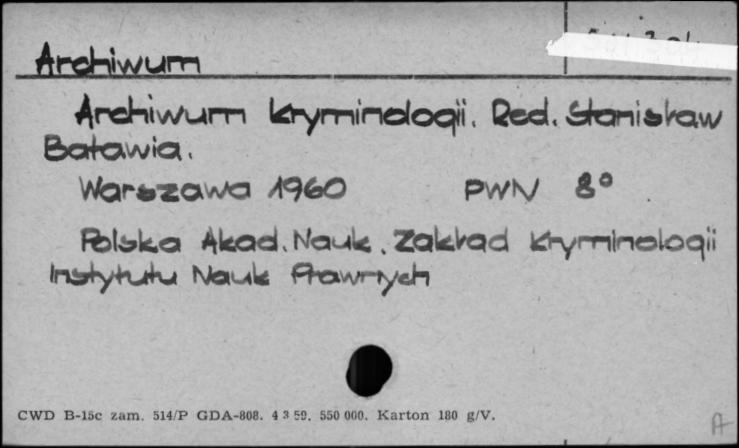 Archiwum
Archiwum Kryminologii. Red. Stanisław
Batawia.
Warszawa 1960 PWN 8°
Polska Akad. Nauk. Zakład Kryminologii
Instytutu Nauk Prawnych
CWD B-15c zam. 514/P GDA-808. 4 3 59. 550 000. Karton 180 g/V.
A